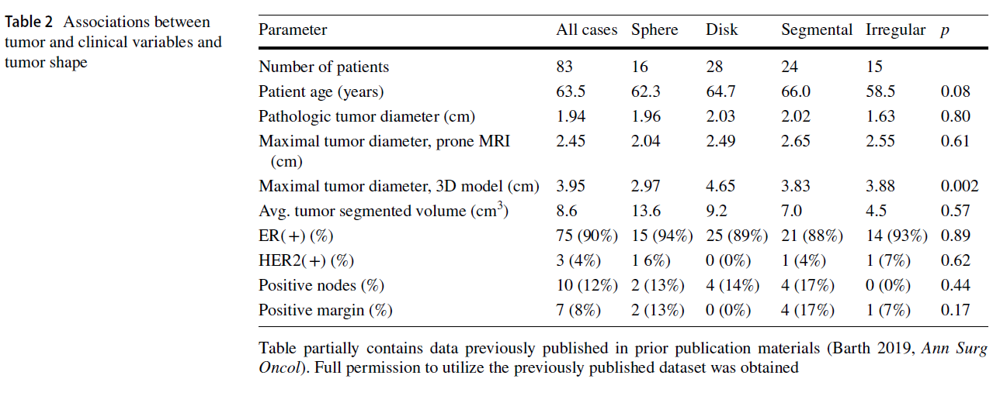 Table 2 Associations between
tumor and clinical variables and
tumor shape
Parameter All cases Sphere Disk Segmental Irregular p
Number of patients 83 16 28 24 15
Patient age (years) 63.5 62.3 64.7 66.0 58.5 0.08
Pathologic tumor diameter (cm) 1.94 1.96 2.03 2.02 1.63 0.80
Maximal tumor diameter, prone MRI 2.45 2.04 2.49 2.65 2.55 0.61
(cm)
Maximal tumor diameter, 3D model (cm) 3.95 2.97 4.65 3.83 3.88 0.002
Avg. tumor segmented volume (cm³) 8.6 13.6 9.2 7.0 4.5 0.57
ER(+) (%) 75 (90%) 15 (94%) 25 (89%) 21 (88%) 14 (93%) 0.89
HER2(+) (%) 3 (4%) 1 6%) 0 (0%) 1 (4%) 1 (7%) 0.62
Positive nodes (%) 10 (12%) 2 (13%) 4 (14%) 4 (17%) 0 (0%) 0.44
Positive margin (%) 7 (8%) 2 (13%) 0 (0%) 4 (17%) 1 (7%) 0.17
Table partially contains data previously published in prior publication materials (Barth 2019, Ann Surg
Oncol). Full permission to utilize the previously published dataset was obtained